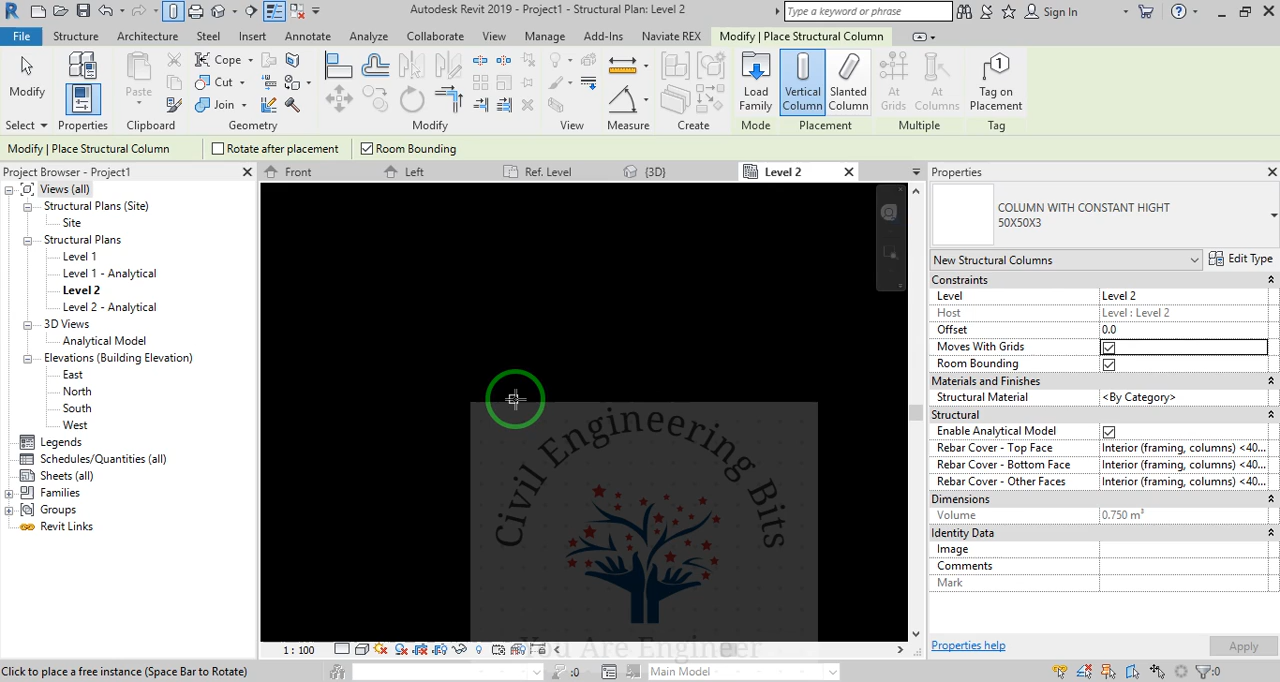 Autodesk Revit 2019 - Project1 - Structural Plan: Level 2
Type a keyword or phrase
Sign In
File Structure Architecture Steel Insert Annotate Analyze Collaborate View Manage Add-Ins Naviate REX Modify | Place Structural Column
Modify
Paste
Cope
Cut
Join
Load Family
Vertical Column
Slanted Column
At Grids
At Columns
Tag on Placement
Select Properties Clipboard Geometry Modify View Measure Create Mode Placement Multiple Tag
Modify | Place Structural Column Rotate after placement Room Bounding
Project Browser - Project1
Views (all)
Structural Plans (Site)
Site
Structural Plans
Level 1
Level 1 - Analytical
Level 2
Level 2 - Analytical
3D Views
Analytical Model
Elevations (Building Elevation)
East
North
South
West
Legends
Schedules/Quantities (all)
Sheets (all)
Families
Groups
Revit Links
Front Left Ref. Level {3D} Level 2
Civil Engineering Bits
You Are Engineer
1 : 100
Properties
COLUMN WITH CONSTANT HIGHT
50X50X3
New Structural Columns Edit Type
Constraints
Level Level 2
Host Level : Level 2
Offset 0.0
Moves With Grids
Room Bounding
Materials and Finishes
Structural Material <By Category>
Structural
Enable Analytical Model
Rebar Cover - Top Face Interior (framing, columns) <40...
Rebar Cover - Bottom Face Interior (framing, columns) <40...
Rebar Cover - Other Faces Interior (framing, columns) <40...
Dimensions
Volume 0.750 m³
Identity Data
Image
Comments
Mark
Properties help Apply
Click to place a free instance (Space Bar to Rotate) :0 Main Model :0